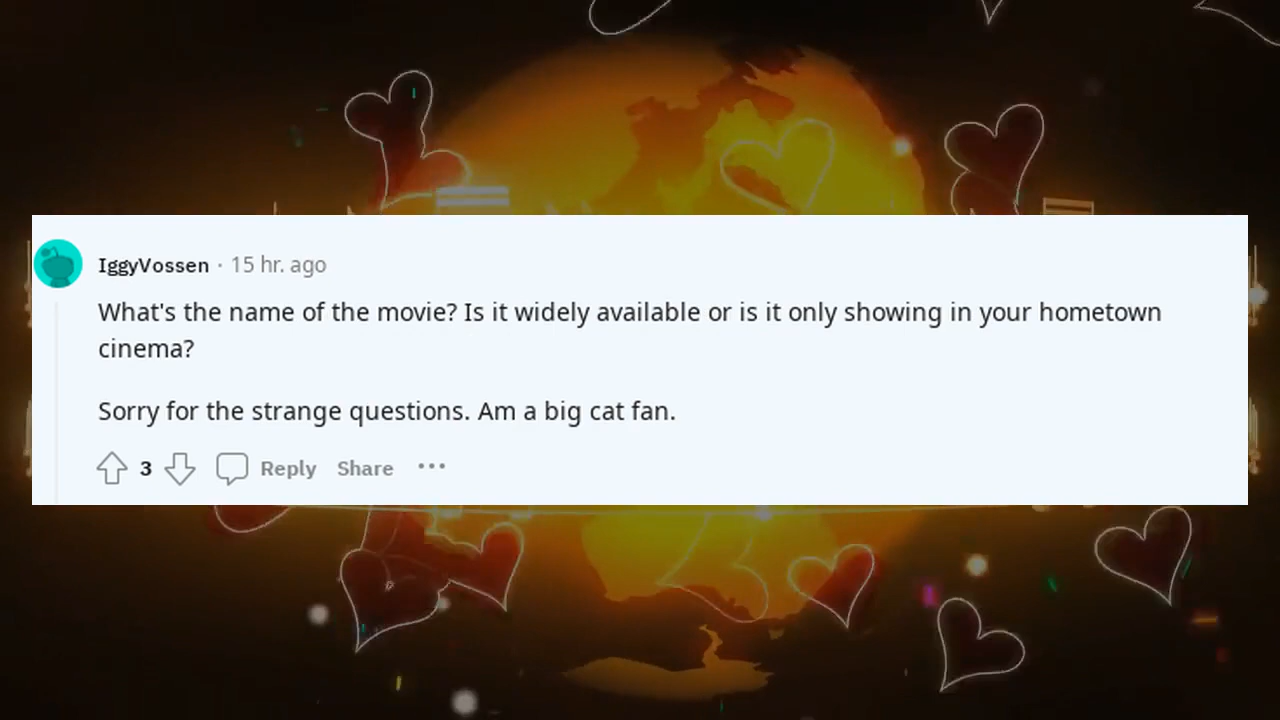 IggyVossen · 15 hr. ago
What's the name of the movie? Is it widely available or is it only showing in your hometown
cinema?
Sorry for the strange questions. Am a big cat fan.
3 Reply Share ···